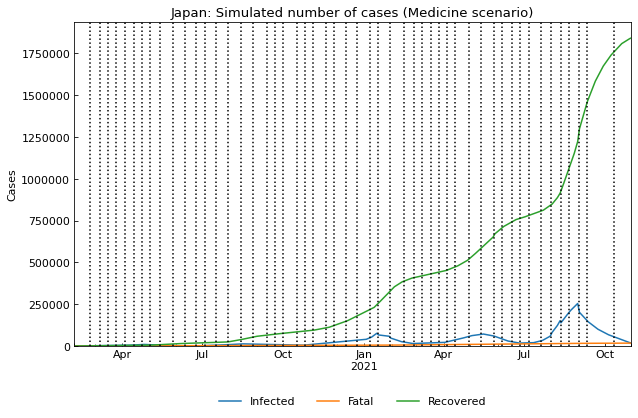 Japan: Simulated number of cases (Medicine scenario)
Cases
1750000
1500000
1250000
1000000
750000
500000
250000
0
Apr Jul Oct Jan Apr Jul Oct
2021
Infected Fatal Recovered